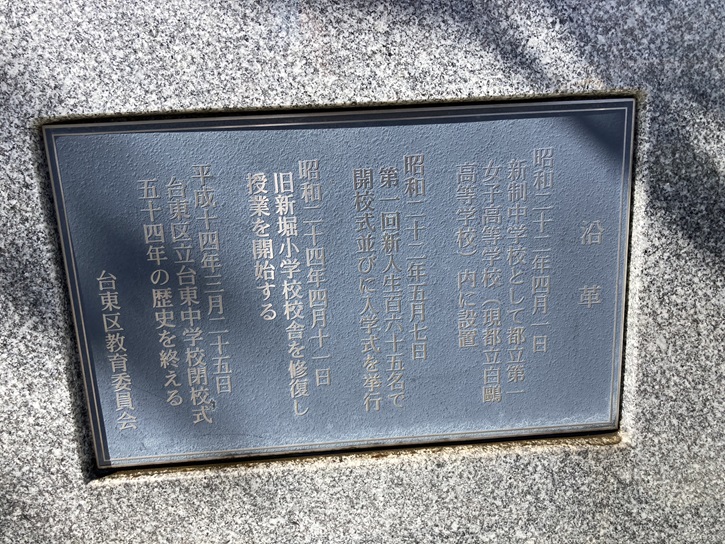 沿革
昭和二十二年四月一日
新制中学校として都立第一
女子高等学校（現都立白鷗
高等学校）内に設置
昭和二十二年五月七日
第一回新入生百六十五名で
開校式並びに入学式を挙行
昭和二十四年四月十一日
旧新堀小学校校舎を修復し
授業を開始する
平成十四年三月二十五日
台東区立台東中学校閉校式
五十四年の歴史を終える
台東区教育委員会